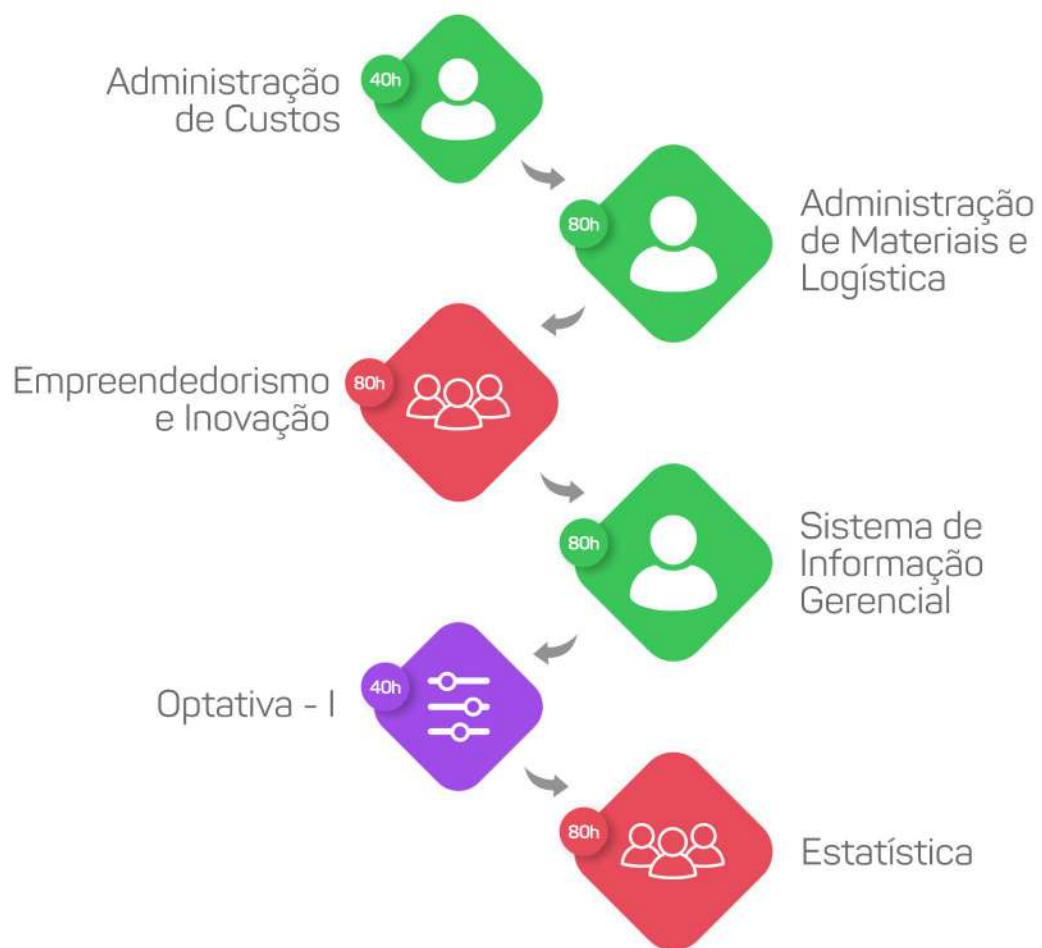 Administração
de Custos
40h
80h
Administração
de Materiais e
Logística
Empreendedorismo
e Inovação
80h
80h
Sistema de
Informação
Gerencial
Optativa - I
40h
80h
Estatística